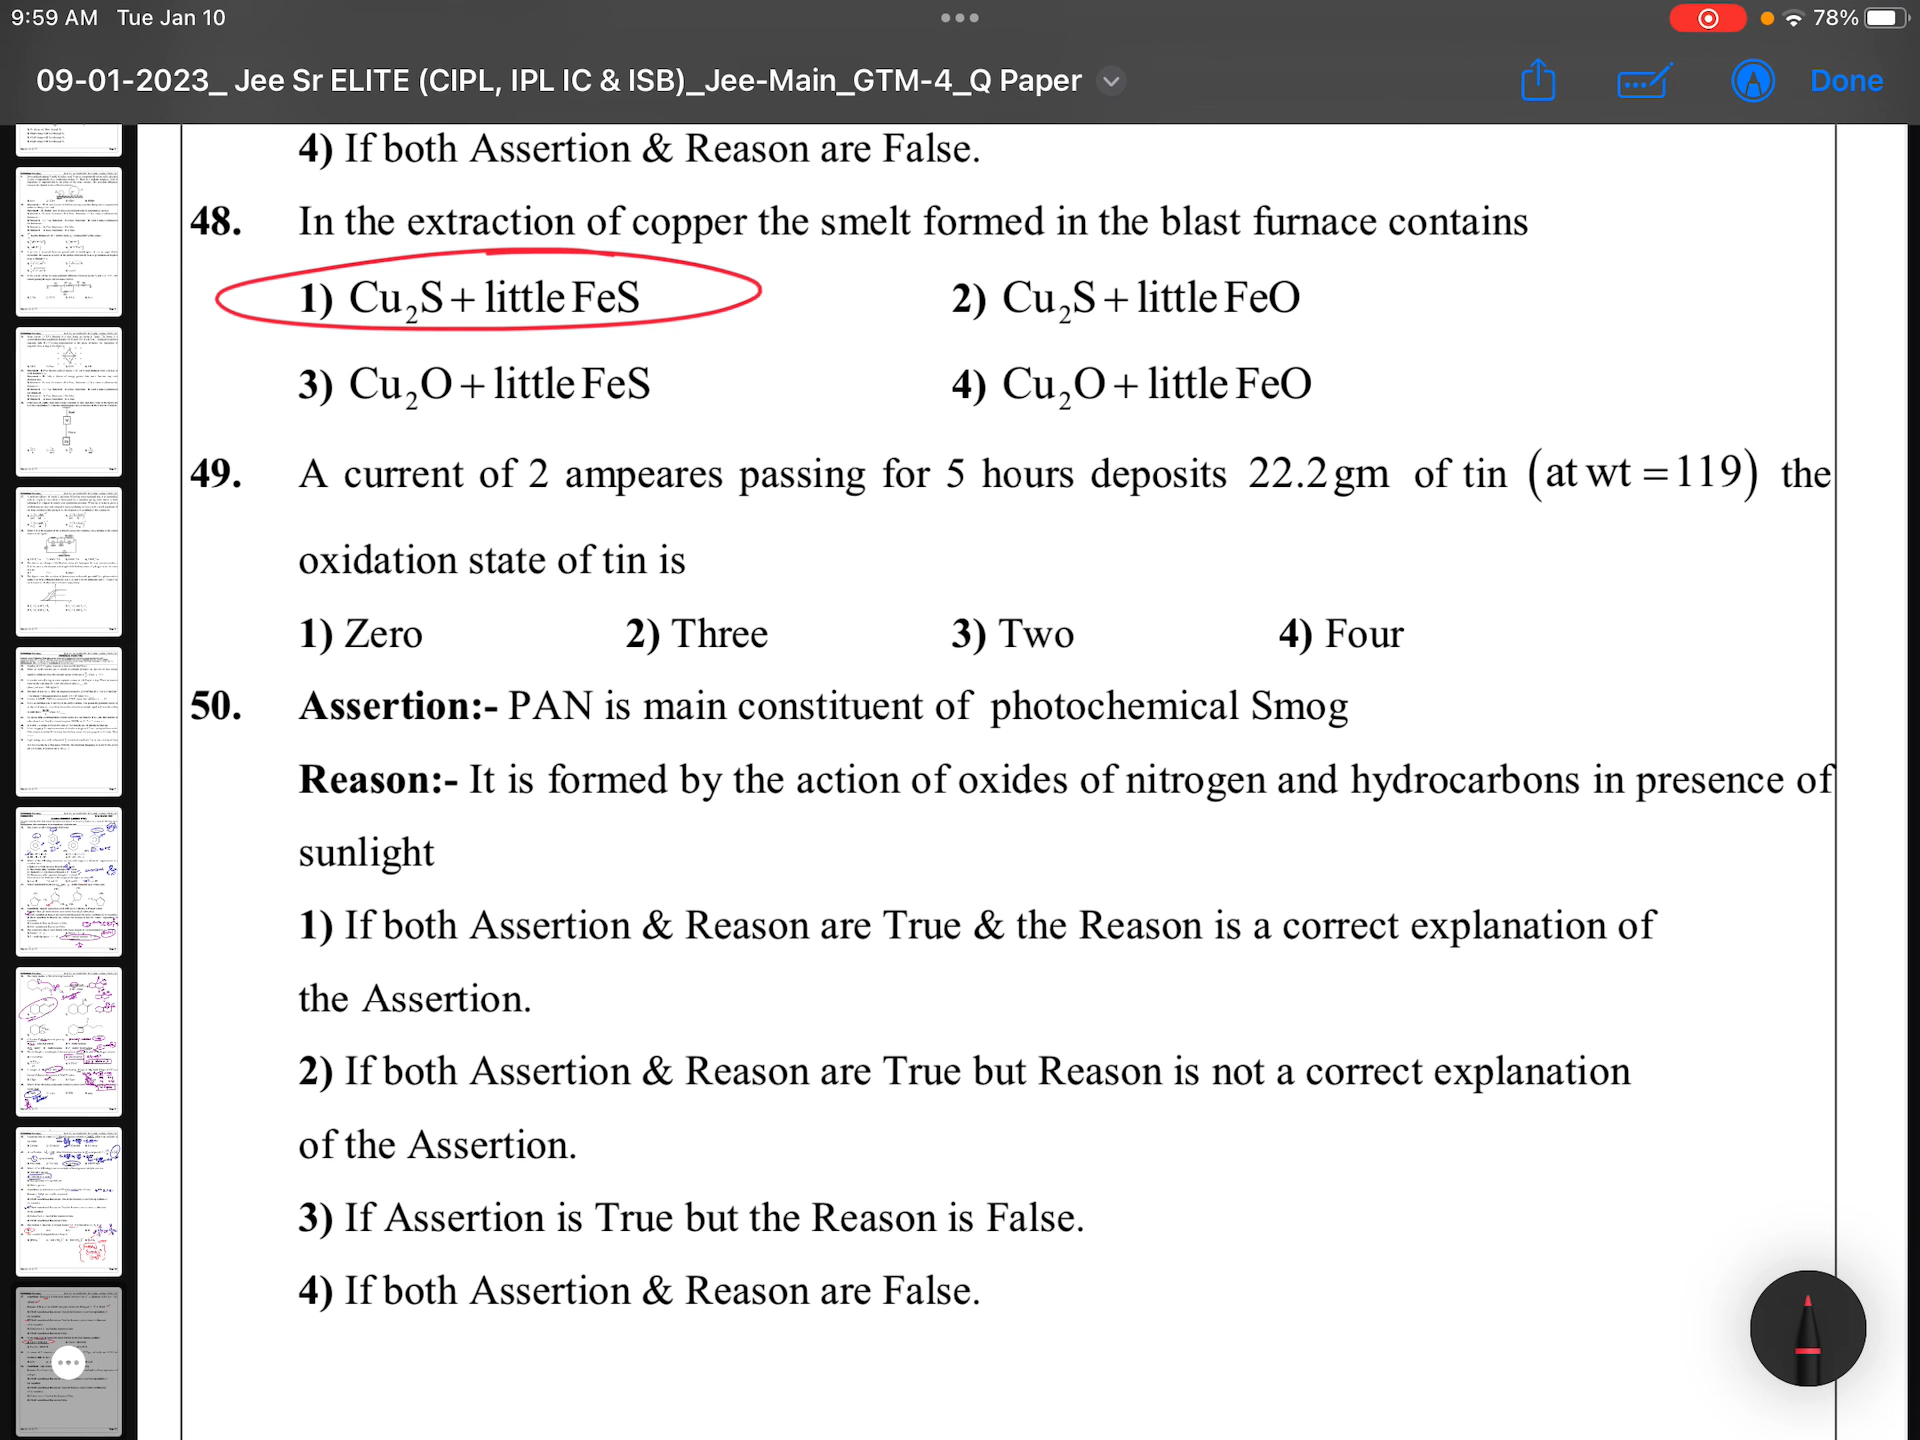 9:59 AM Tue Jan 10
78%
09-01-2023_ Jee Sr ELITE (CIPL, IPL IC & ISB)_Jee-Main_GTM-4_Q Paper
Done
4) If both Assertion & Reason are False.
48. In the extraction of copper the smelt formed in the blast furnace contains
1) Cu₂S + little FeS 2) Cu₂S + little FeO
3) Cu₂O + little FeS 4) Cu₂O + little FeO
49. A current of 2 ampeares passing for 5 hours deposits 22.2gm of tin (at wt = 119) the
oxidation state of tin is
1) Zero 2) Three 3) Two 4) Four
50. Assertion:- PAN is main constituent of photochemical Smog
Reason:- It is formed by the action of oxides of nitrogen and hydrocarbons in presence of
sunlight
1) If both Assertion & Reason are True & the Reason is a correct explanation of
the Assertion.
2) If both Assertion & Reason are True but Reason is not a correct explanation
of the Assertion.
3) If Assertion is True but the Reason is False.
4) If both Assertion & Reason are False.